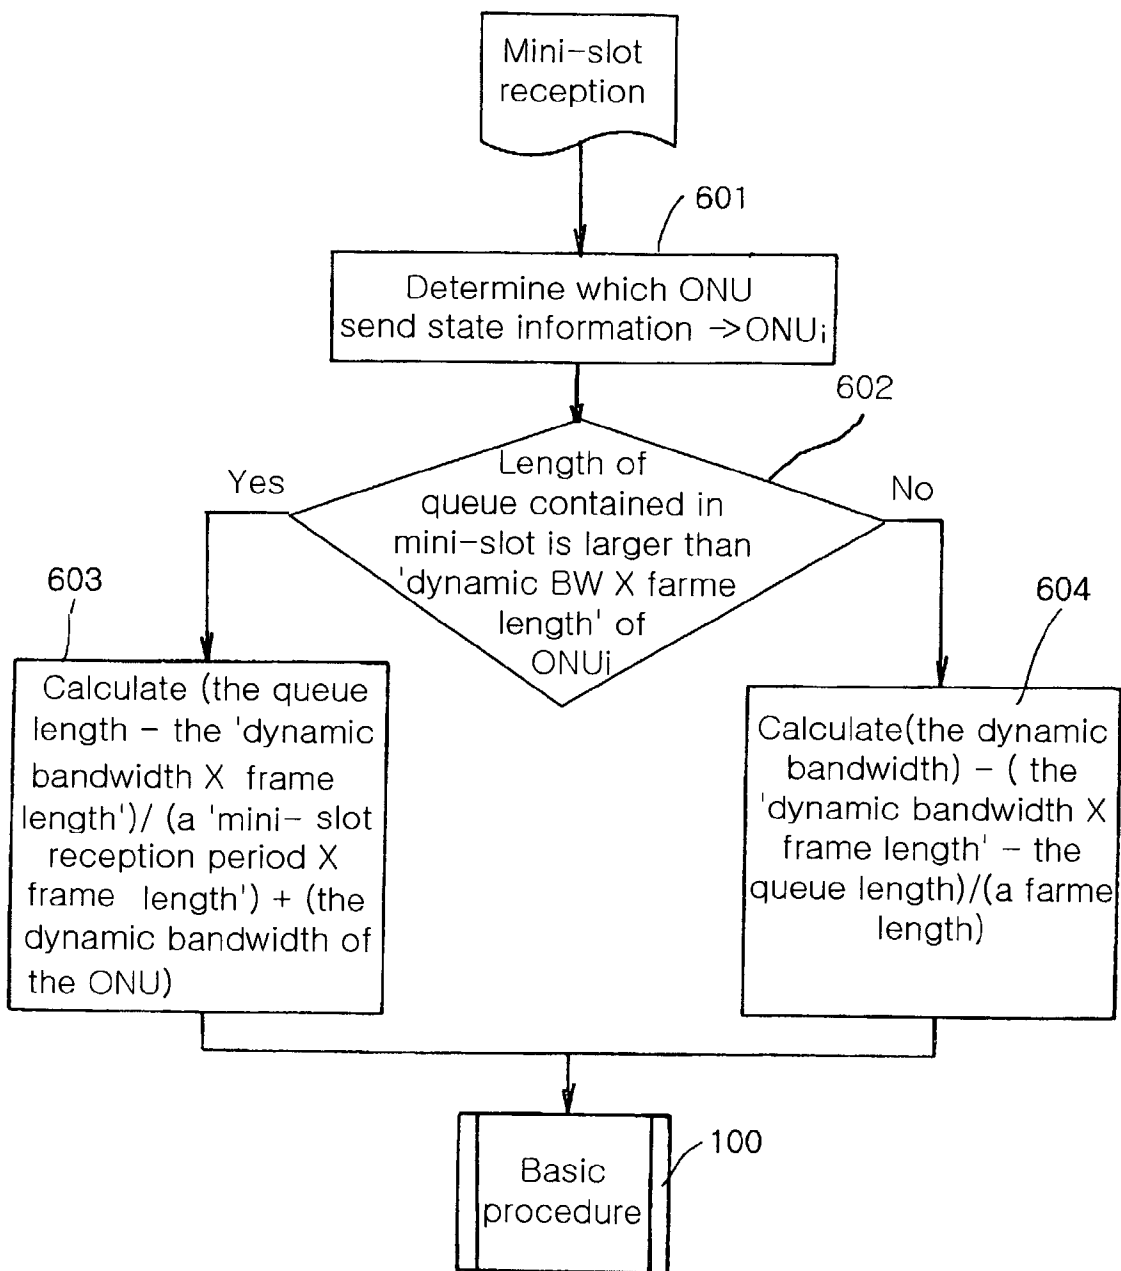 Mini-slot
reception
601
Determine which ONU
send state information ->ONUi
602
Yes
Length of
queue contained in
mini-slot is larger than
'dynamic BW X farme
length' of
ONUi
No
603
Calculate (the queue
length - the 'dynamic
bandwidth X frame
length')/ (a 'mini- slot
reception period X
frame length') + (the
dynamic bandwidth of
the ONU)
604
Calculate(the dynamic
bandwidth) - ( the
'dynamic bandwidth X
frame length' - the
queue length)/(a farme
length)
Basic
procedure
100